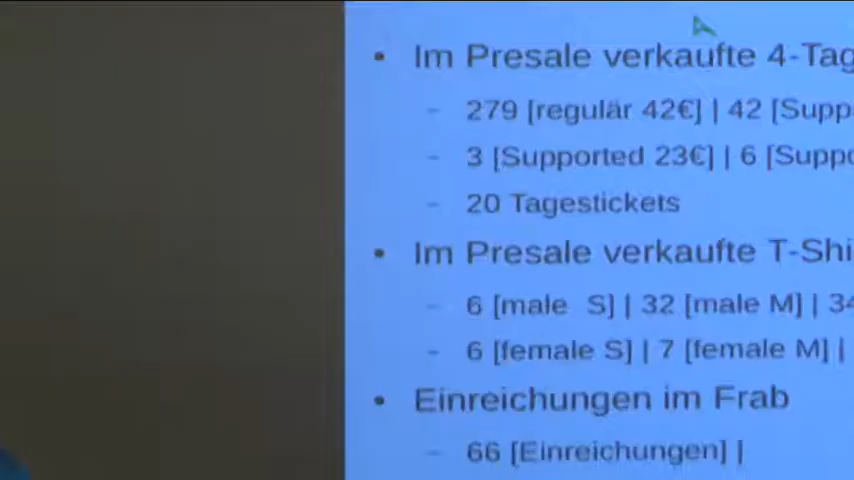 • Im Presale verkaufte 4-Tag
- 279 [regulär 42€] | 42 [Supp
- 3 [Supported 23€] | 6 [Suppo
- 20 Tagestickets
• Im Presale verkaufte T-Shi
- 6 [male S] | 32 [male M] | 34
- 6 [female S] | 7 [female M] |
• Einreichungen im Frab
- 66 [Einreichungen] |